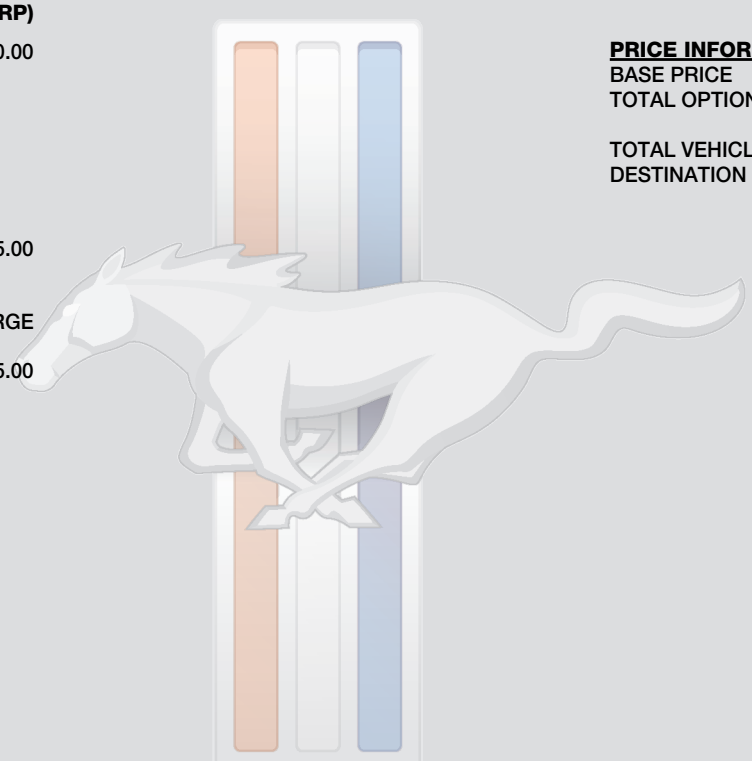 RP)
0.00
5.00
RGE
5.00
PRICE INFOR
BASE PRICE
TOTAL OPTION
TOTAL VEHICL
DESTINATION